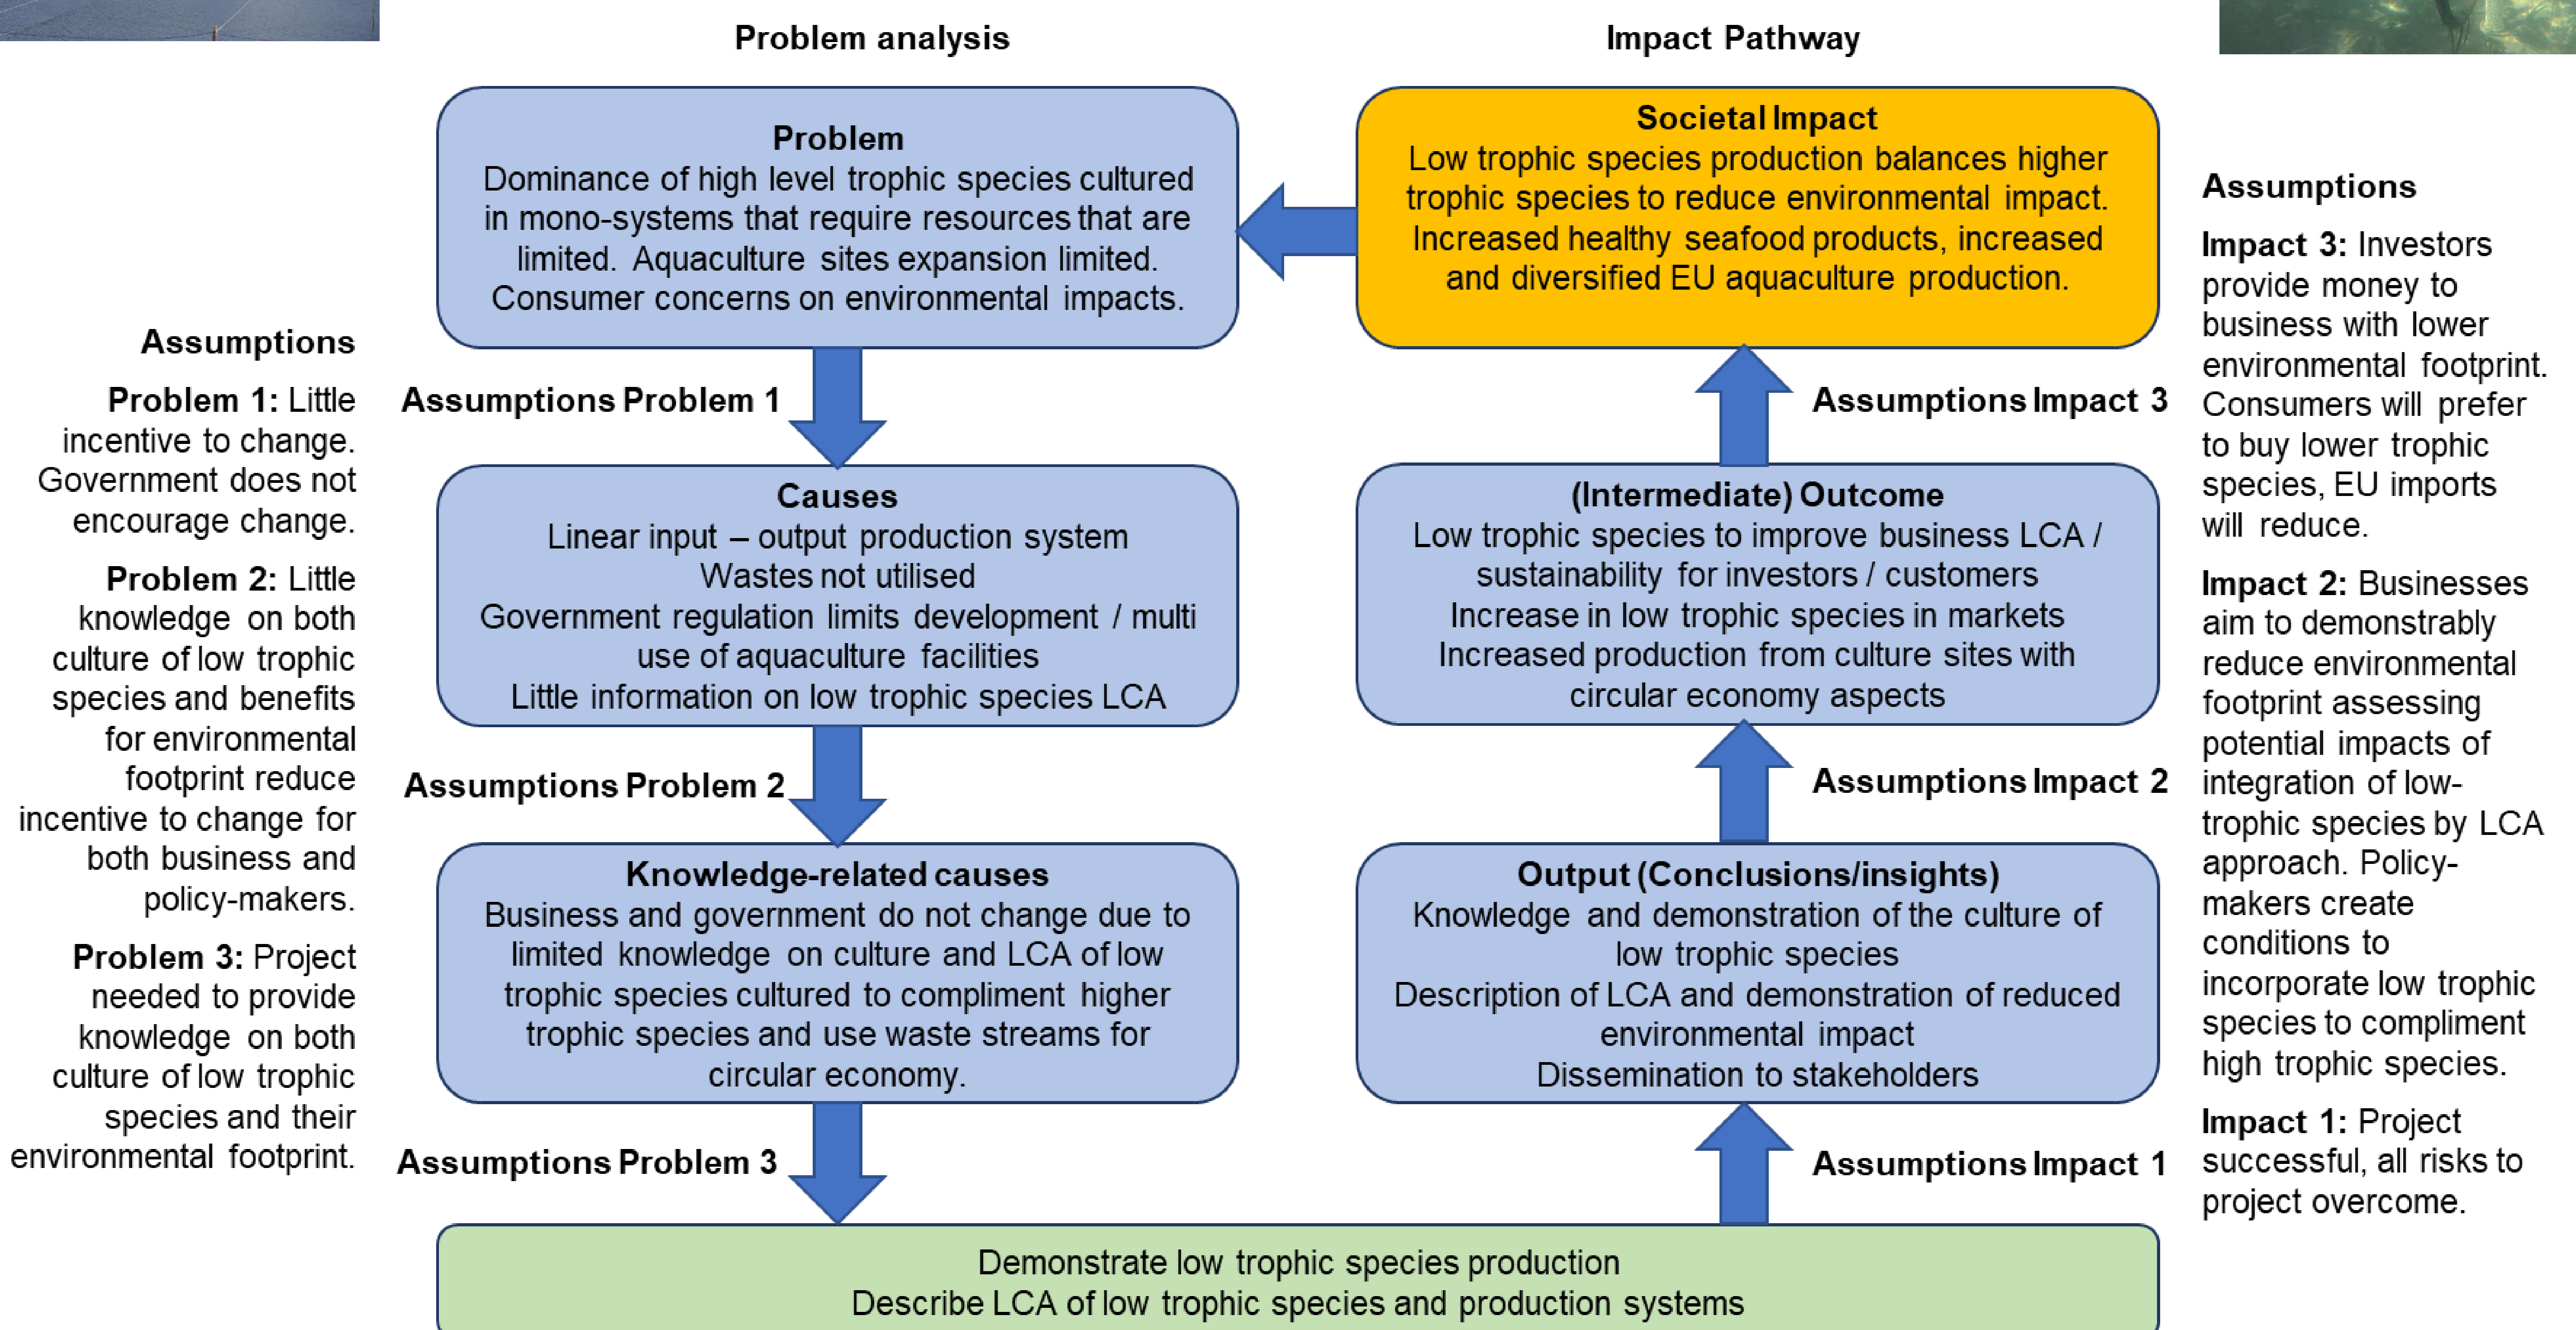 Problem analysis
Impact Pathway
Problem
Dominance of high level trophic species cultured
in mono-systems that require resources that are
limited. Aquaculture sites expansion limited.
Consumer concerns on environmental impacts.
Societal Impact
Low trophic species production balances higher
trophic species to reduce environmental impact.
Increased healthy seafood products, increased
and diversified EU aquaculture production.
Assumptions
Problem 1: Little
incentive to change.
Government does not
encourage change.
Problem 2: Little
knowledge on both
culture of low trophic
species and benefits
for environmental
footprint reduce
incentive to change for
both business and
policy-makers.
Problem 3: Project
needed to provide
knowledge on both
culture of low trophic
species and their
environmental footprint.
Assumptions Problem 1
Causes
Linear input – output production system
Wastes not utilised
Government regulation limits development / multi
use of aquaculture facilities
Little information on low trophic species LCA
Assumptions Problem 2
Knowledge-related causes
Business and government do not change due to
limited knowledge on culture and LCA of low
trophic species cultured to compliment higher
trophic species and use waste streams for
circular economy.
Assumptions Problem 3
Assumptions Impact 3
(Intermediate) Outcome
Low trophic species to improve business LCA /
sustainability for investors / customers
Increase in low trophic species in markets
Increased production from culture sites with
circular economy aspects
Assumptions Impact 2
Output (Conclusions/insights)
Knowledge and demonstration of the culture of
low trophic species
Description of LCA and demonstration of reduced
environmental impact
Dissemination to stakeholders
Assumptions Impact 1
Assumptions
Impact 3: Investors
provide money to
business with lower
environmental footprint.
Consumers will prefer
to buy lower trophic
species, EU imports
will reduce.
Impact 2: Businesses
aim to demonstrably
reduce environmental
footprint assessing
potential impacts of
integration of low-
trophic species by LCA
approach. Policy-
makers create
conditions to
incorporate low trophic
species to compliment
high trophic species.
Impact 1: Project
successful, all risks to
project overcome.
Demonstrate low trophic species production
Describe LCA of low trophic species and production systems